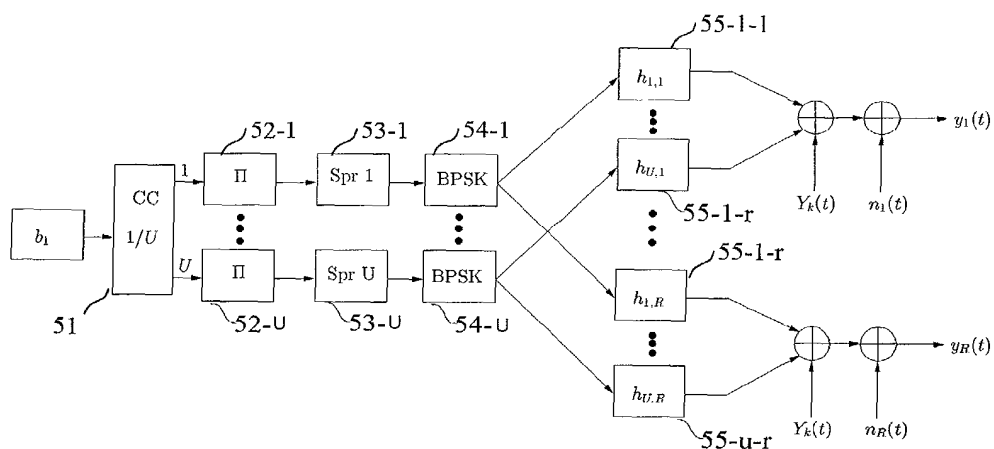 55-1-1
h1,1
52-1
53-1
54-1
y1(t)
1
Π
Spr 1
BPSK
hU,1
CC
55-1-r
Yk(t)
n1(t)
b1
1/U
U
Π
Spr U
BPSK
55-1-r
51
52-U
53-U
54-U
h1,R
yR(t)
hU,R
Yk(t)
nR(t)
55-u-r